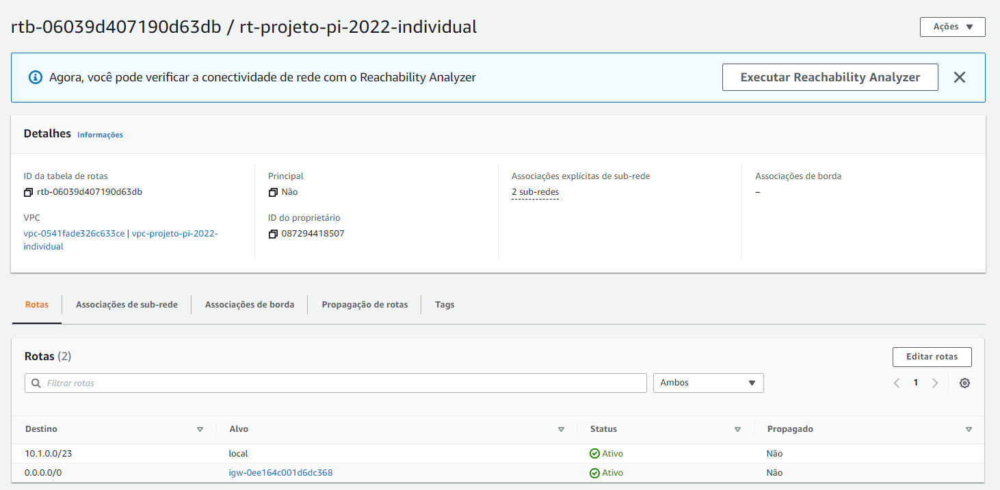 rtb-06039d407190d63db / rt-projeto-pi-2022-individual
Ações
Agora, você pode verificar a conectividade de rede com o Reachability Analyzer
Executar Reachability Analyzer
Detalhes Informações
ID da tabela de rotas
rtb-06039d407190d63db
Principal
Não
Associações explícitas de sub-rede
2 sub-redes
Associações de borda
–
VPC
vpc-0541fade326c633ce | vpc-projeto-pi-2022-
individual
ID do proprietário
087294418507
Rotas Associações de sub-rede Associações de borda Propagação de rotas Tags
Rotas (2)
Editar rotas
Filtrar rotas
Ambos
1
Destino Alvo Status Propagado
10.1.0.0/23 local Ativo Não
0.0.0.0/0 igw-0ee164c001d6dc368 Ativo Não